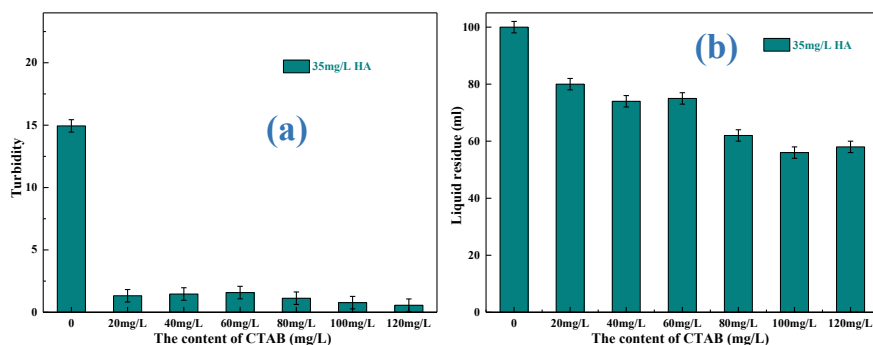 20
15
10
5
0
Turbidity
35mg/L HA
(a)
0 20mg/L 40mg/L 60mg/L 80mg/L 100mg/L 120mg/L
The content of CTAB (mg/L)
100
80
60
40
20
0
Liquid residue (ml)
(b)
35mg/L HA
0 20mg/L 40mg/L 60mg/L 80mg/L 100mg/L 120mg/L
The content of CTAB (mg/L)